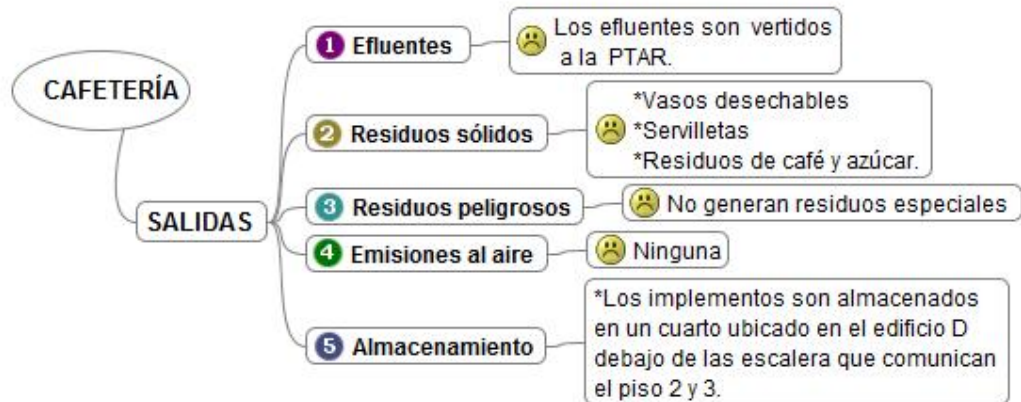 CAFETERÍA
SALIDAS
1 Efluentes
Los efluentes son vertidos
a la PTAR.
2 Residuos sólidos
*Vasos desechables
*Servilletas
*Residuos de café y azúcar.
3 Residuos peligrosos
No generan residuos especiales
4 Emisiones al aire
Ninguna
5 Almacenamiento
*Los implementos son almacenados
en un cuarto ubicado en el edificio D
debajo de las escalera que comunican
el piso 2 y 3.